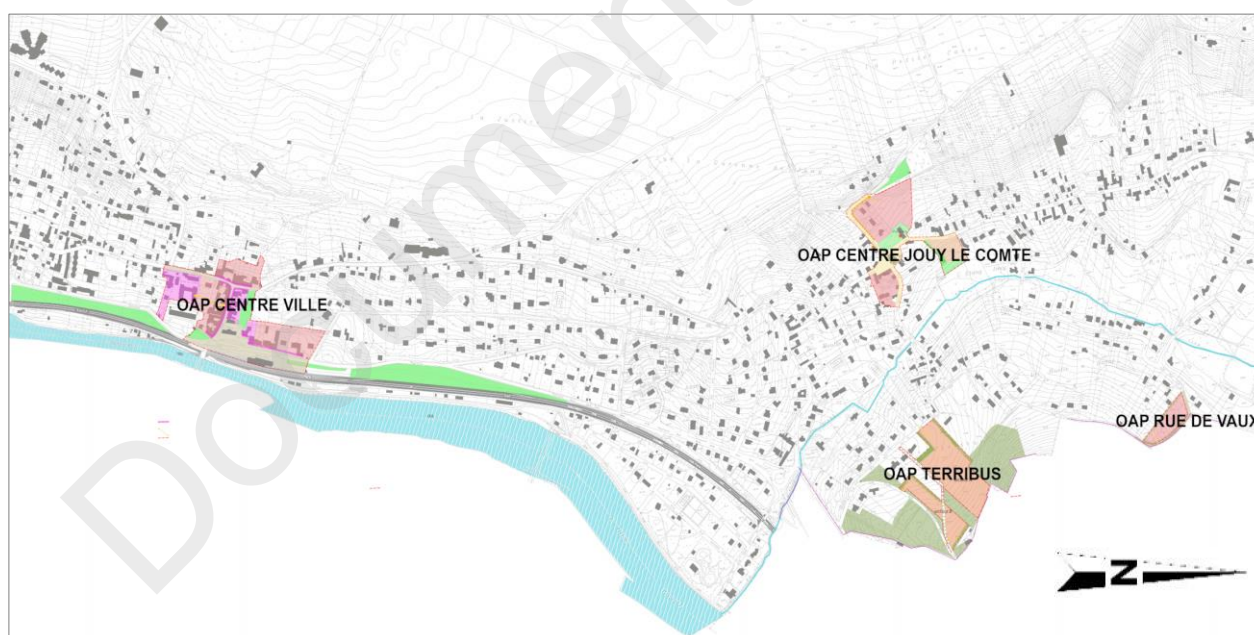 Document
OAP CENTRE JOUY LE COMTE
OAP CENTRE VILLE
OAP RUE DE VAUX
OAP TERRIBUS
N